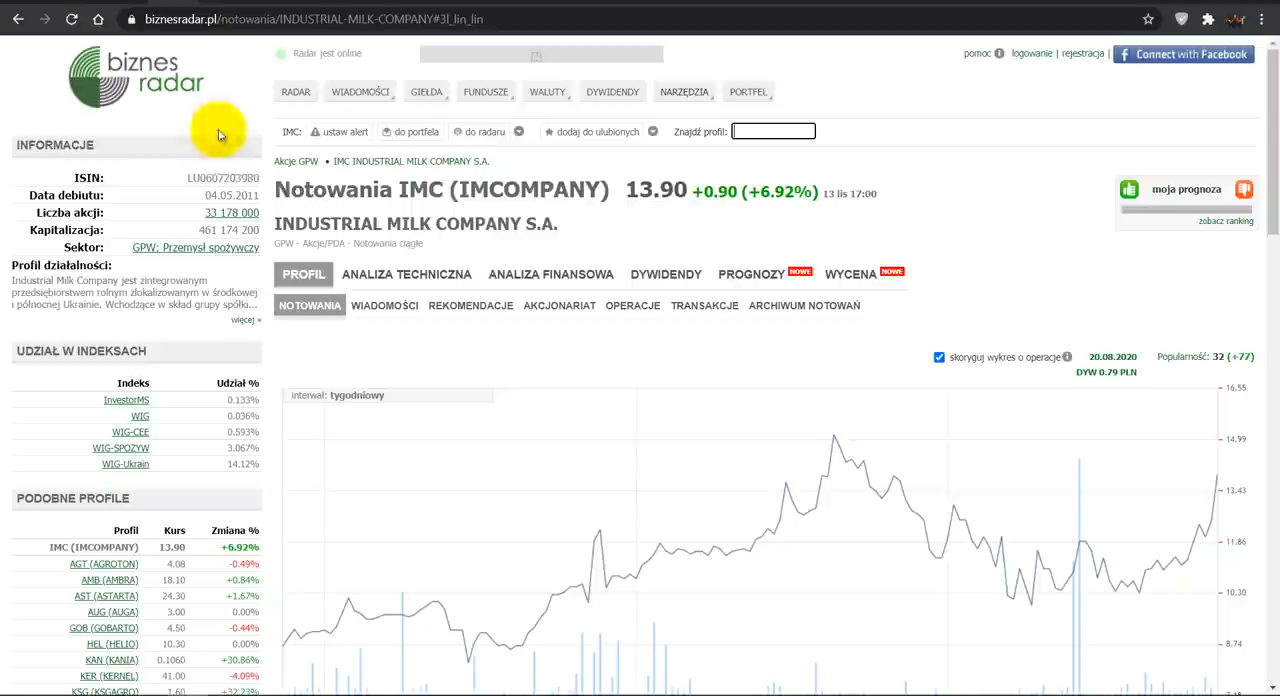 biznesradar.pl/notowania/INDUSTRIAL-MILK-COMPANY#3l_lin_lin
biznes
radar
Radar jest online
pomoc
logowanie | rejestracja |
Connect with Facebook
RADAR WIADOMOŚCI GIEŁDA FUNDUSZE WALUTY DYWIDENDY NARZĘDZIA PORTFEL
IMC: ustaw alert do portfela do radaru dodaj do ulubionych Znajdź profil:
INFORMACJE
ISIN: LU0607203980
Data debiutu: 04.05.2011
Liczba akcji: 33 178 000
Kapitalizacja: 461 174 200
Sektor: GPW: Przemysł spożywczy
Profil działalności:
Industrial Milk Company jest zintegrowanym
przedsiębiorstwem rolnym zlokalizowanym w środkowej
i północnej Ukrainie. Wchodzące w skład grupy spółki...
więcej »
UDZIAŁ W INDEKSACH
Indeks Udział %
InvestorMS 0.133%
WIG 0.036%
WIG-CEE 0.593%
WIG-SPOZYW 3.067%
WIG-Ukrain 14.12%
PODOBNE PROFILE
Profil Kurs Zmiana %
IMC (IMCOMPANY) 13.90 +6.92%
AGT (AGROTON) 4.08 -0.49%
AMB (AMBRA) 18.10 +0.84%
AST (ASTARTA) 24.30 +1.67%
AUG (AUGA) 3.00 0.00%
GOB (GOBARTO) 4.50 -0.44%
HEL (HELIO) 10.30 0.00%
KAN (KANIA) 0.1060 +30.86%
KER (KERNEL) 41.00 -4.09%
KSG (KSGAGRO) 1.60 +32.23%
Akcje GPW • IMC INDUSTRIAL MILK COMPANY S.A.
Notowania IMC (IMCOMPANY) 13.90 +0.90 (+6.92%) 13 lis 17:00
INDUSTRIAL MILK COMPANY S.A.
GPW - Akcje/PDA - Notowania ciągłe
moja prognoza
zobacz ranking
PROFIL ANALIZA TECHNICZNA ANALIZA FINANSOWA DYWIDENDY PROGNOZY NOWE WYCENA NOWE
NOTOWANIA WIADOMOŚCI REKOMENDACJE AKCJONARIAT OPERACJE TRANSAKCJE ARCHIWUM NOTOWAŃ
skoryguj wykres o operacje 20.08.2020 Popularność: 32 (+77)
DYW 0.79 PLN
interwał: tygodniowy
16.55
14.99
13.43
11.86
10.30
8.74